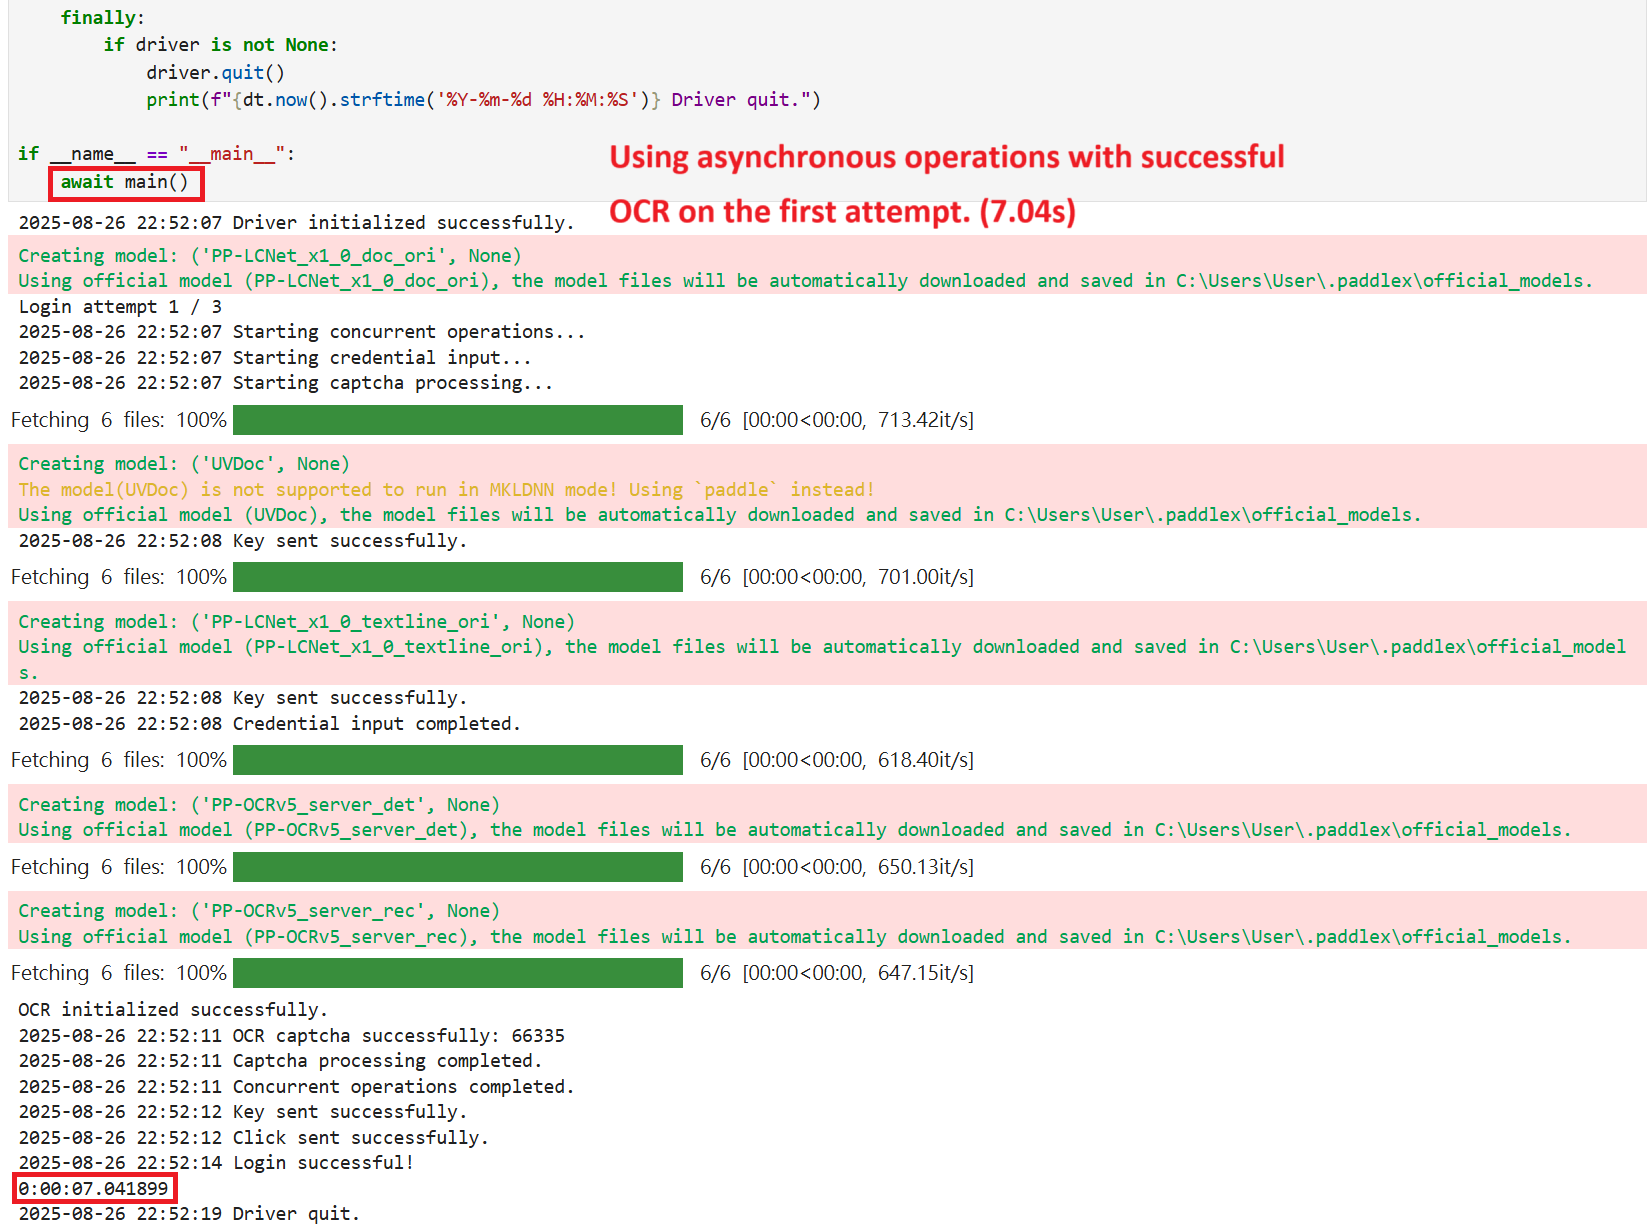 finally:
if driver is not None:
driver.quit()
print(f"{dt.now().strftime('%Y-%m-%d %H:%M:%S')} Driver quit.")
if __name__ == "__main__":
await main()
Using asynchronous operations with successful
OCR on the first attempt. (7.04s)
2025-08-26 22:52:07 Driver initialized successfully.
Creating model: ('PP-LCNet_x1_0_doc_ori', None)
Using official model (PP-LCNet_x1_0_doc_ori), the model files will be automatically downloaded and saved in C:\Users\User\.paddlex\official_models.
Login attempt 1 / 3
2025-08-26 22:52:07 Starting concurrent operations...
2025-08-26 22:52:07 Starting credential input...
2025-08-26 22:52:07 Starting captcha processing...
Fetching 6 files: 100% 6/6 [00:00<00:00, 713.42it/s]
Creating model: ('UVDoc', None)
The model(UVDoc) is not supported to run in MKLDNN mode! Using `paddle` instead!
Using official model (UVDoc), the model files will be automatically downloaded and saved in C:\Users\User\.paddlex\official_models.
2025-08-26 22:52:08 Key sent successfully.
Fetching 6 files: 100% 6/6 [00:00<00:00, 701.00it/s]
Creating model: ('PP-LCNet_x1_0_textline_ori', None)
Using official model (PP-LCNet_x1_0_textline_ori), the model files will be automatically downloaded and saved in C:\Users\User\.paddlex\official_model
s.
2025-08-26 22:52:08 Key sent successfully.
2025-08-26 22:52:08 Credential input completed.
Fetching 6 files: 100% 6/6 [00:00<00:00, 618.40it/s]
Creating model: ('PP-OCRv5_server_det', None)
Using official model (PP-OCRv5_server_det), the model files will be automatically downloaded and saved in C:\Users\User\.paddlex\official_models.
Fetching 6 files: 100% 6/6 [00:00<00:00, 650.13it/s]
Creating model: ('PP-OCRv5_server_rec', None)
Using official model (PP-OCRv5_server_rec), the model files will be automatically downloaded and saved in C:\Users\User\.paddlex\official_models.
Fetching 6 files: 100% 6/6 [00:00<00:00, 647.15it/s]
OCR initialized successfully.
2025-08-26 22:52:11 OCR captcha successfully: 66335
2025-08-26 22:52:11 Captcha processing completed.
2025-08-26 22:52:11 Concurrent operations completed.
2025-08-26 22:52:12 Key sent successfully.
2025-08-26 22:52:12 Click sent successfully.
2025-08-26 22:52:14 Login successful!
0:00:07.041899
2025-08-26 22:52:19 Driver quit.